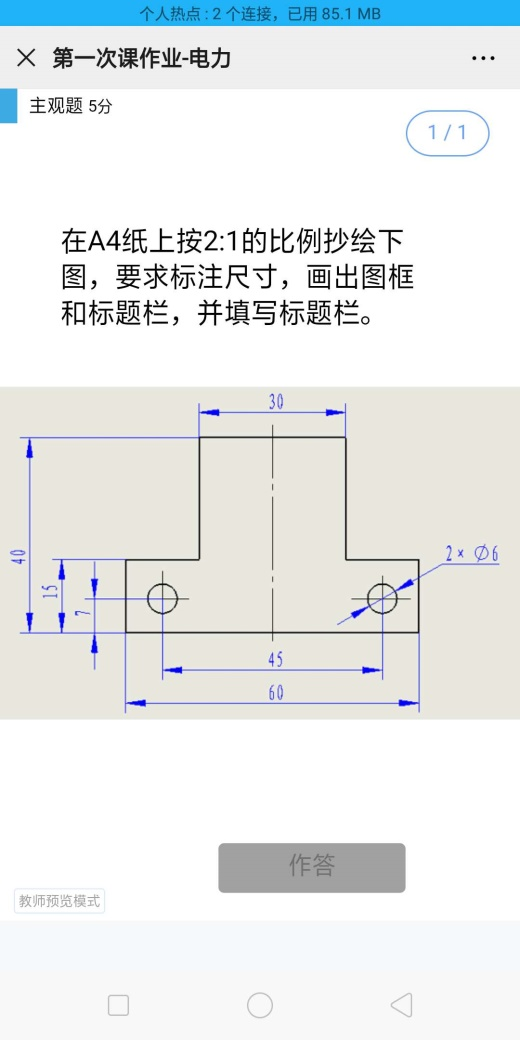 个人热点 : 2 个连接，已用 85.1 MB
第一次课作业-电力
主观题 5分
1 / 1
在A4纸上按2:1的比例抄绘下
图，要求标注尺寸，画出图框
和标题栏，并填写标题栏。
30
40
15
7
2 × ∅6
45
60
作答
教师预览模式